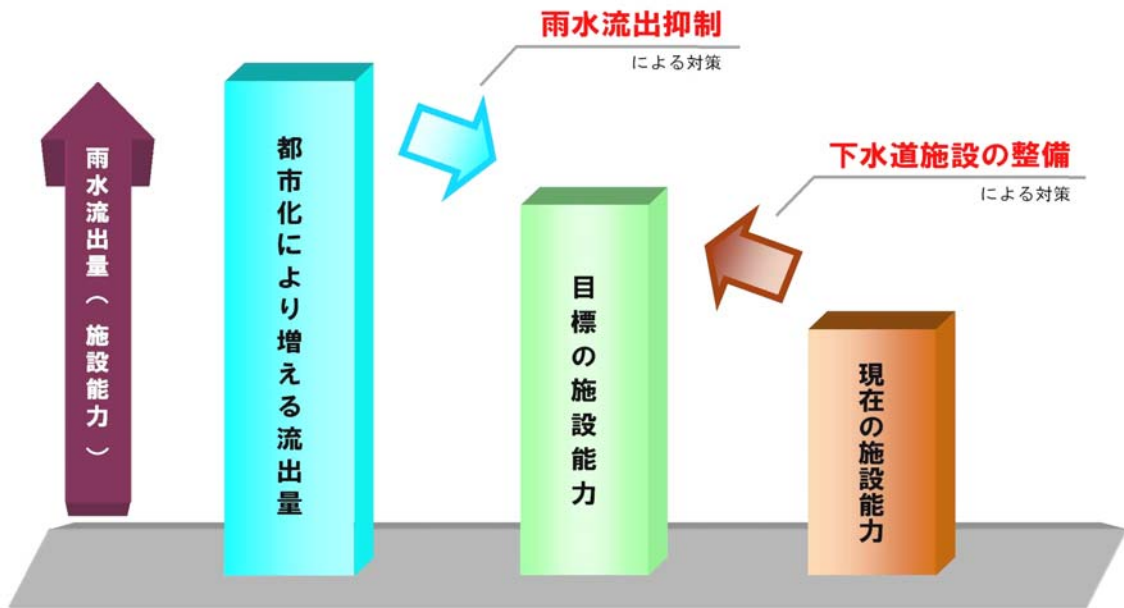 雨水流出抑制
による対策
下水道施設の整備
による対策
雨水流出量（施設能力）
都市化により増える流出量
目標の施設能力
現在の施設能力